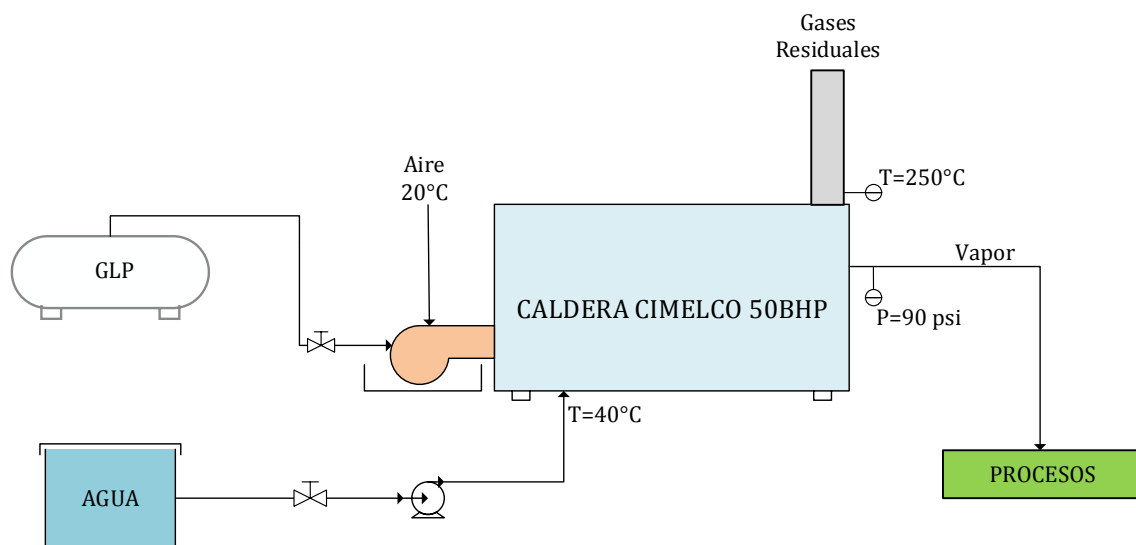 Gases
Residuales
T=250°C
Aire
20°C
GLP
Vapor
CALDERA CIMELCO 50BHP
P=90 psi
T=40°C
AGUA
PROCESOS